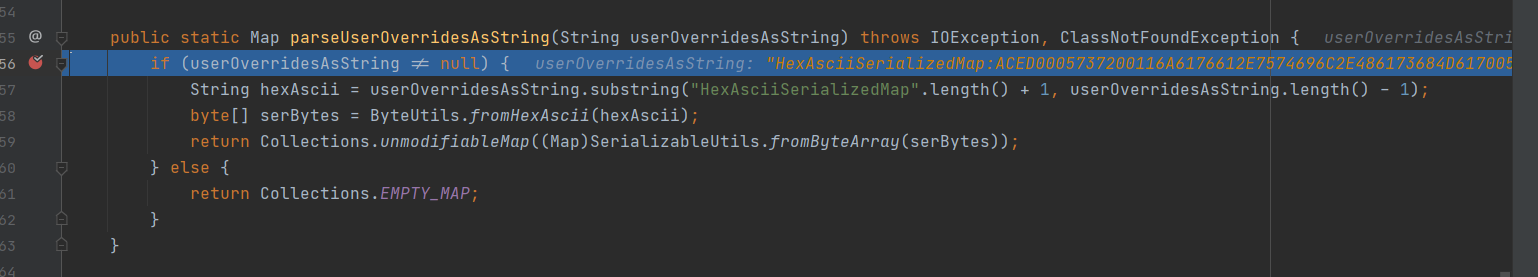 54
55 @ public static Map parseUserOverridesAsString(String userOverridesAsString) throws IOException, ClassNotFoundException { userOverridesAsStri
56 if (userOverridesAsString ≠ null) { userOverridesAsString: "HexAsciiSerializedMap:ACED0005737200116A6176612E7574696C2E486173684D617005
57 String hexAscii = userOverridesAsString.substring("HexAsciiSerializedMap".length() + 1, userOverridesAsString.length() - 1);
58 byte[] serBytes = ByteUtils.fromHexAscii(hexAscii);
59 return Collections.unmodifiableMap((Map)SerializableUtils.fromByteArray(serBytes));
60 } else {
61 return Collections.EMPTY_MAP;
62 }
63 }
64